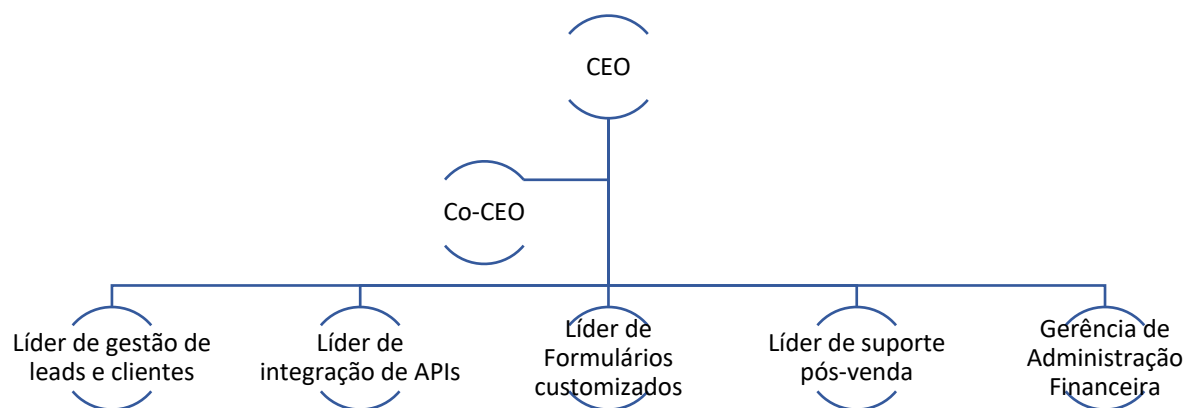 CEO
Co-CEO
Líder de gestão de
leads e clientes
Líder de
integração de APIs
Líder de
Formulários
customizados
Líder de suporte
pós-venda
Gerência de
Administração
Financeira